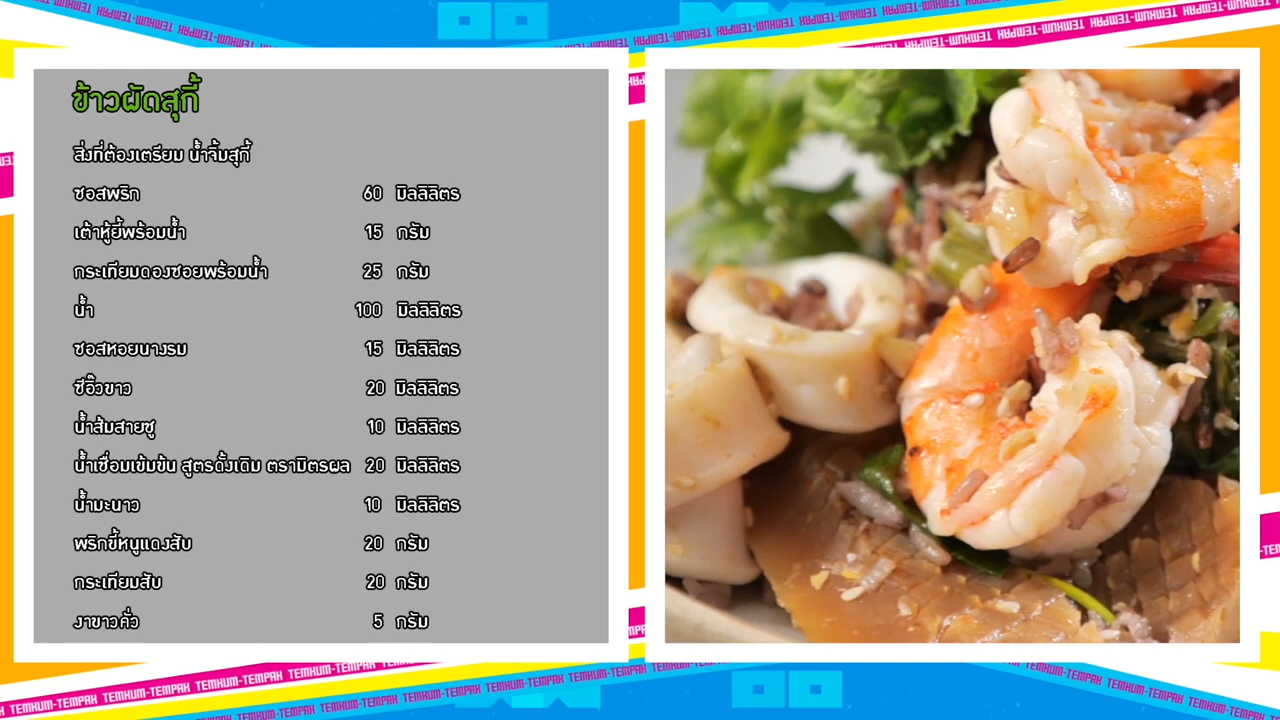 ข้าวผัดสุกี้
สิ่งที่ต้องเตรียม น้ำจิ้มสุกี้
ซอสพริก 60 มิลลิลิตร
เต้าหู้ยี้พร้อมน้ำ 15 กรัม
กระเทียมดองซอยพร้อมน้ำ 25 กรัม
น้ำ 100 มิลลิลิตร
ซอสหอยนางรม 15 มิลลิลิตร
ซีอิ๊วขาว 20 มิลลิลิตร
น้ำส้มสายชู 10 มิลลิลิตร
น้ำเชื่อมเข้มข้น สูตรดั้งเดิม ตรามิตรผล 20 มิลลิลิตร
น้ำมะนาว 10 มิลลิลิตร
พริกขี้หนูแดงสับ 20 กรัม
กระเทียมสับ 20 กรัม
งาขาวคั่ว 5 กรัม
TEMHUM-TEMPAK TEMHUM-TEMPAK TEMHUM-TEMPAK TEMHUM-TEMPAK TEMHUM-TEMPAK TEMHUM-TEMPAK